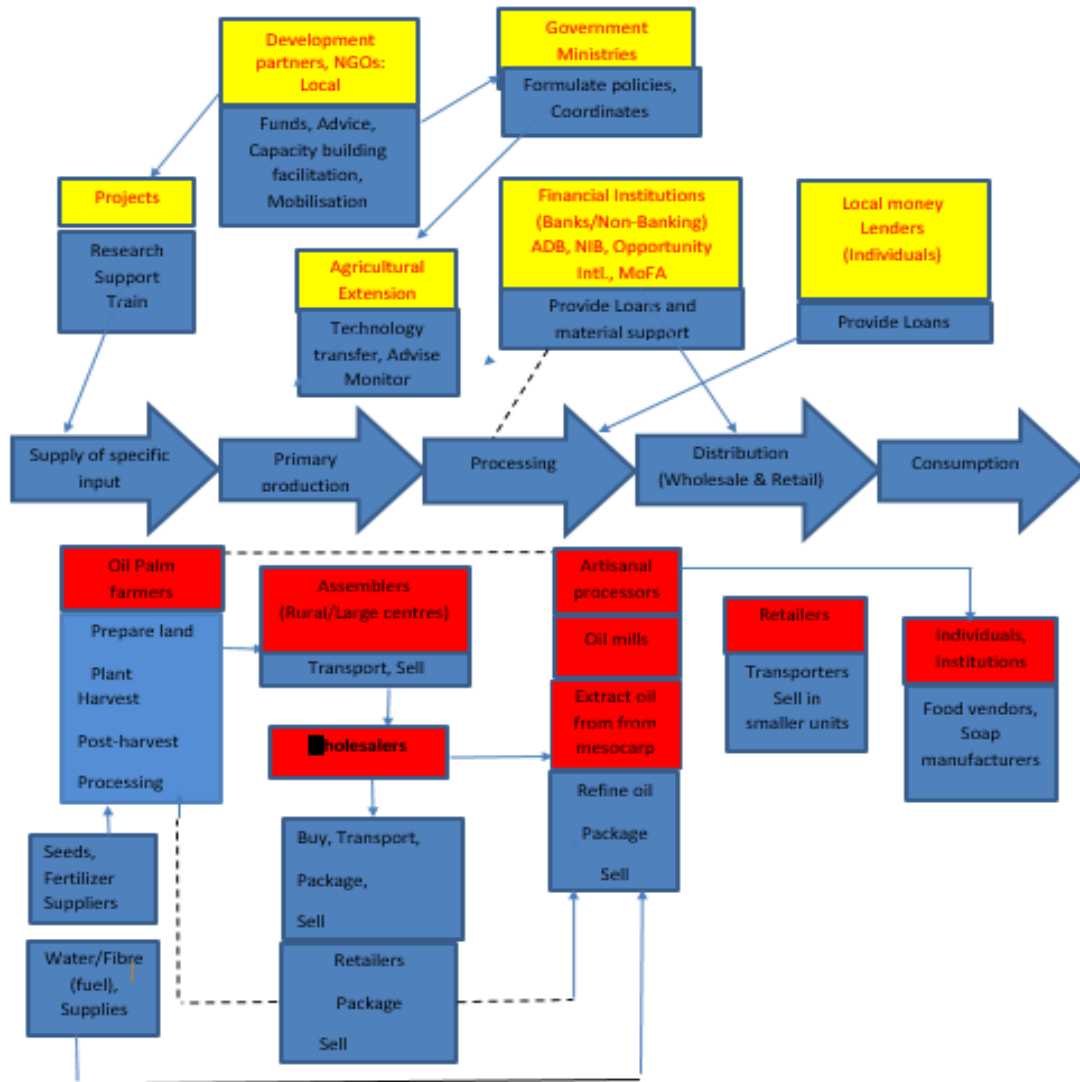 Development
partners, NGOs:
Local
Funds, Advice,
Capacity building
facilitation,
Mobilisation
Government
Ministries
Formulate policies,
Coordinates
Projects
Research
Support
Train
Agricultural
Extension
Technology
transfer, Advise
Monitor
Financial Institutions
(Banks/Non-Banking)
ADB, NIB, Opportunity
Intl., MoFA
Provide Loans and
material support
Local money
Lenders
(Individuals)
Provide Loans
Supply of specific
input
Primary
production
Processing
Distribution
(Wholesale & Retail)
Consumption
Oil Palm
farmers
Prepare land
Plant
Harvest
Post-harvest
Processing
Assemblers
(Rural/Large centres)
Transport, Sell
holesalers
Buy, Transport,
Package,
Sell
Retailers
Package
Sell
Artisanal
processors
Oil mills
Extract oil
from from
mesocarp
Refine oil
Package
Sell
Retailers
Transporters
Sell in
smaller units
Individuals,
Institutions
Food vendors,
Soap
manufacturers
Seeds,
Fertilizer
Suppliers
Water/Fibre
(fuel),
Supplies